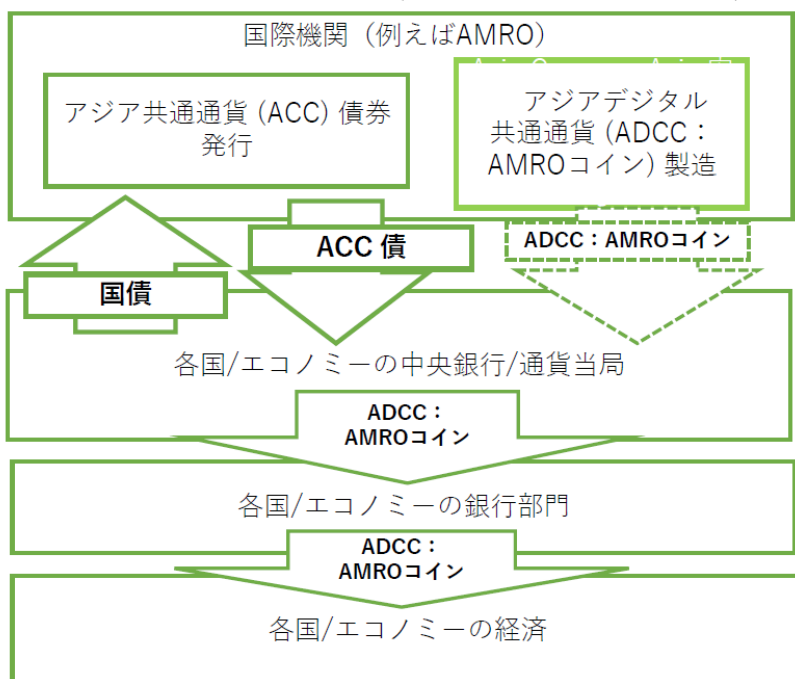 国際機関（例えばAMRO）
アジア共通通貨 (ACC) 債券
発行
アジアデジタル
共通通貨 (ADCC：
AMROコイン) 製造
国債
ACC 債
ADCC：AMROコイン
各国/エコノミーの中央銀行/通貨当局
ADCC：
AMROコイン
各国/エコノミーの銀行部門
ADCC：
AMROコイン
各国/エコノミーの経済